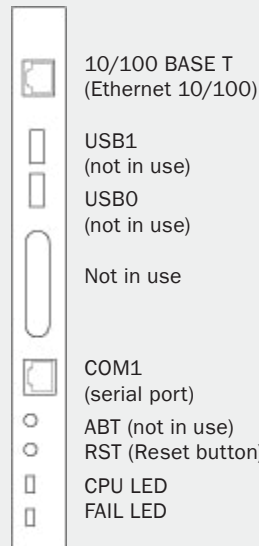 10/100 BASE T
(Ethernet 10/100)
USB1
(not in use)
USB0
(not in use)
Not in use
COM1
(serial port)
ABT (not in use)
RST (Reset button)
CPU LED
FAIL LED